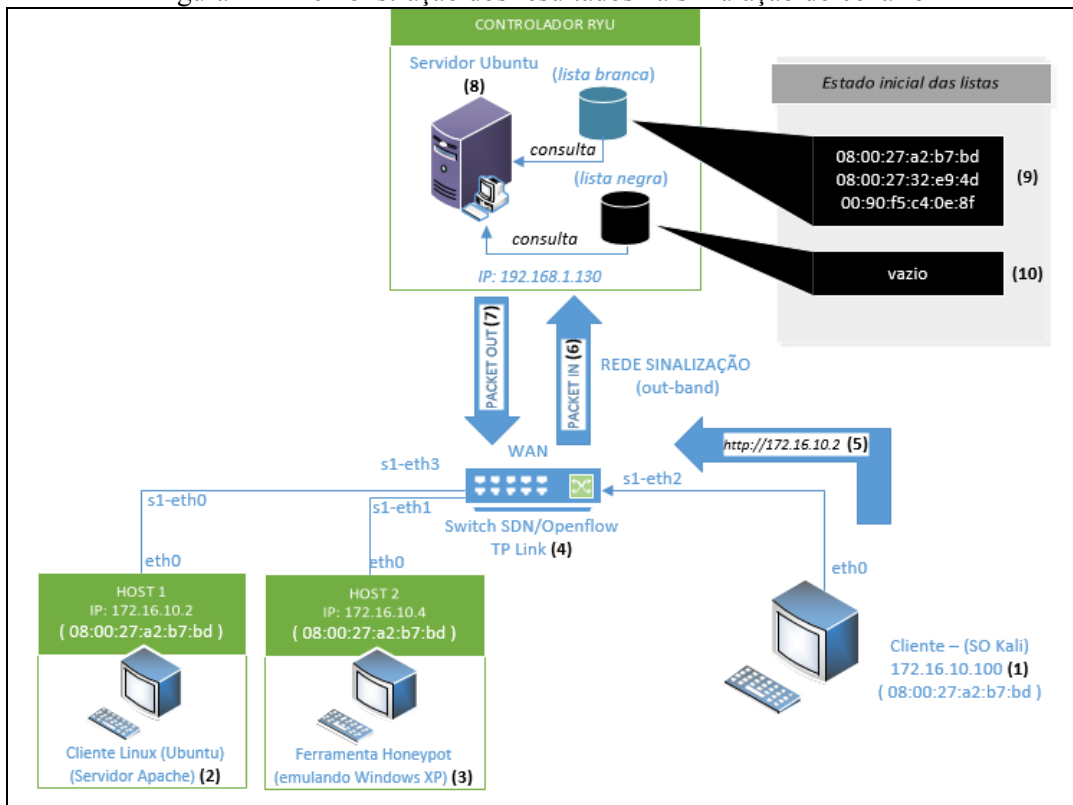 CONTROLADOR RYU
Servidor Ubuntu
(8)
(lista branca)
consulta
(lista negra)
consulta
IP: 192.168.1.130
Estado inicial das listas
08:00:27:a2:b7:bd
08:00:27:32:e9:4d
00:90:f5:c4:0e:8f
(9)
vazio
(10)
PACKET OUT (7)
PACKET IN (6)
REDE SINALIZAÇÃO
(out-band)
http://172.16.10.2 (5)
WAN
s1-eth3
s1-eth0
s1-eth1
s1-eth2
Switch SDN/Openflow
TP Link (4)
eth0
eth0
eth0
HOST 1
IP: 172.16.10.2
( 08:00:27:a2:b7:bd )
Cliente Linux (Ubuntu)
(Servidor Apache) (2)
HOST 2
IP: 172.16.10.4
( 08:00:27:a2:b7:bd )
Ferramenta Honeypot
(emulando Windows XP) (3)
Cliente – (SO Kali)
172.16.10.100 (1)
( 08:00:27:a2:b7:bd )